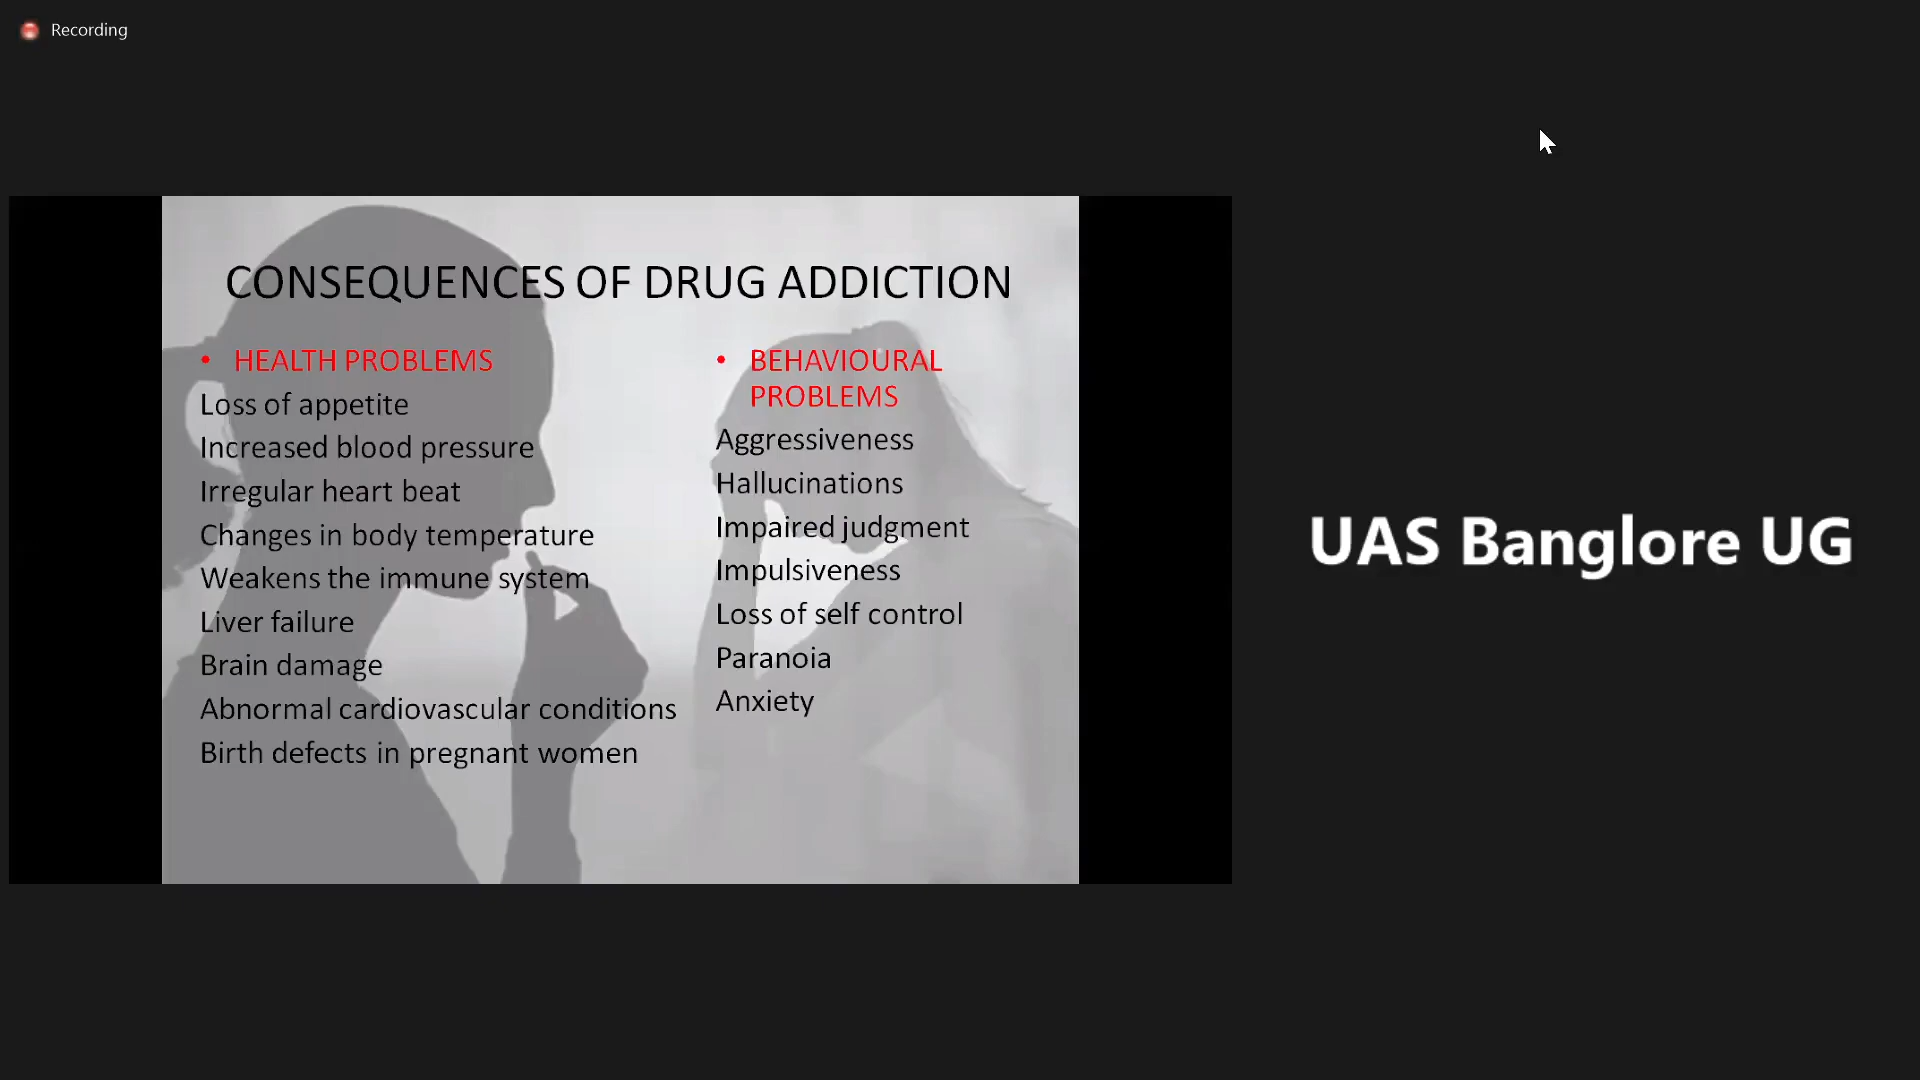 Recording
CONSEQUENCES OF DRUG ADDICTION
• HEALTH PROBLEMS
Loss of appetite
Increased blood pressure
Irregular heart beat
Changes in body temperature
Weakens the immune system
Liver failure
Brain damage
Abnormal cardiovascular conditions
Birth defects in pregnant women
• BEHAVIOURAL
PROBLEMS
Aggressiveness
Hallucinations
Impaired judgment
Impulsiveness
Loss of self control
Paranoia
Anxiety
UAS Banglore UG